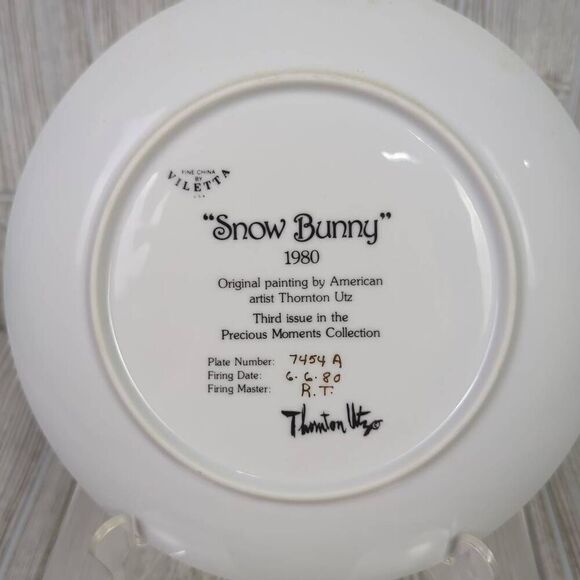 FINE CHINA
BY
VILETTA
U.S.A.
"Snow Bunny"
1980
Original painting by American
artist Thornton Utz
Third issue in the
Precious Moments Collection
Plate Number: 7454 A
Firing Date: 6.6.80
Firing Master: R.T.
Thornton Utz